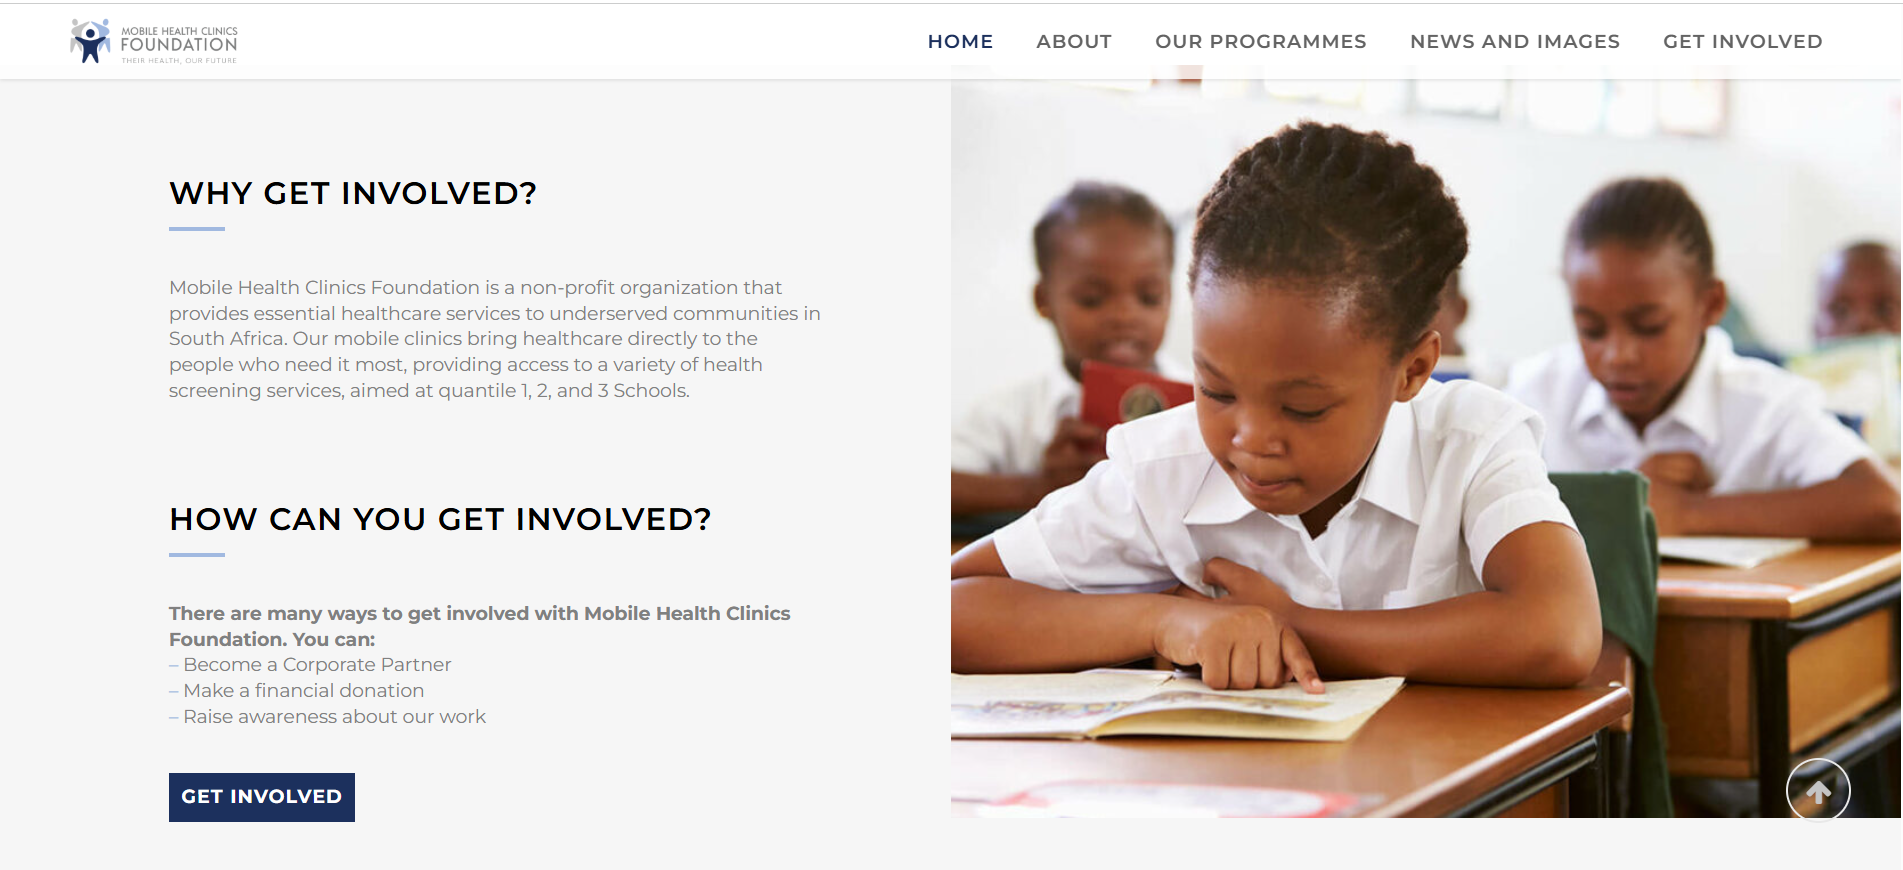 MOBILE HEALTH CLINICS
FOUNDATION
THEIR HEALTH, OUR FUTURE
HOME ABOUT OUR PROGRAMMES NEWS AND IMAGES GET INVOLVED
WHY GET INVOLVED?
Mobile Health Clinics Foundation is a non-profit organization that
provides essential healthcare services to underserved communities in
South Africa. Our mobile clinics bring healthcare directly to the
people who need it most, providing access to a variety of health
screening services, aimed at quantile 1, 2, and 3 Schools.
HOW CAN YOU GET INVOLVED?
There are many ways to get involved with Mobile Health Clinics
Foundation. You can:
– Become a Corporate Partner
– Make a financial donation
– Raise awareness about our work
GET INVOLVED